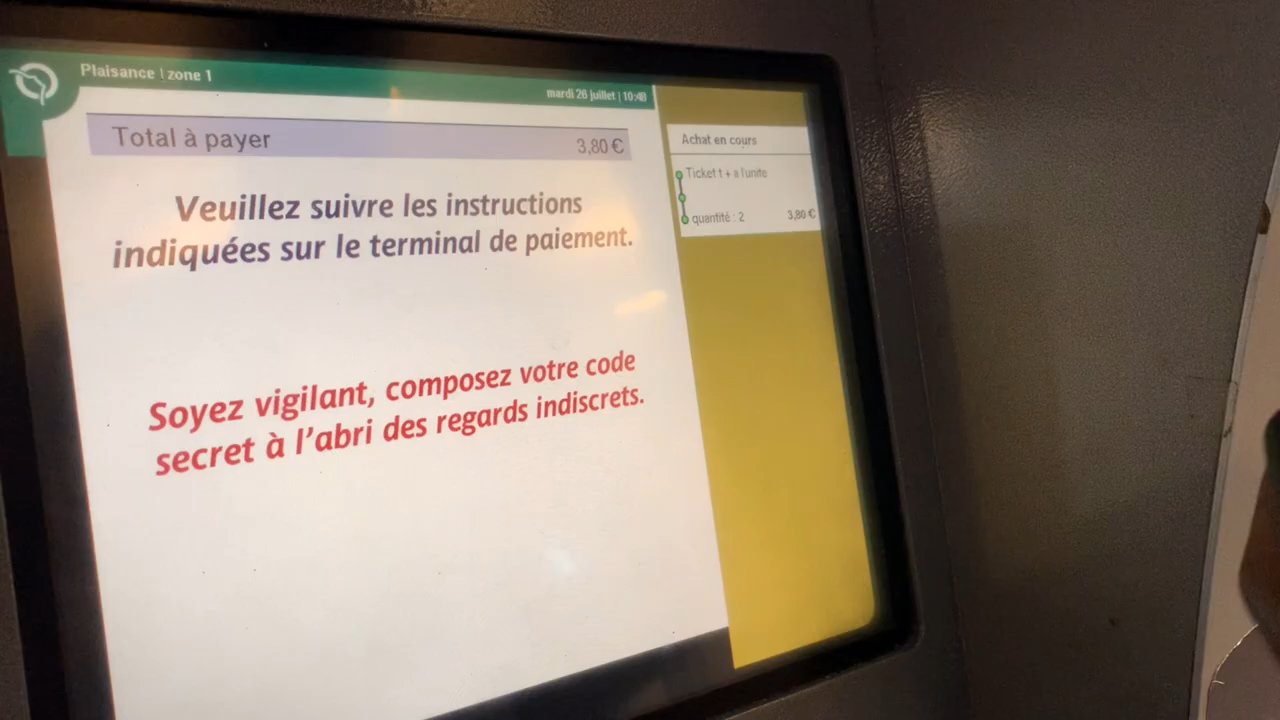 Plaisance | zone 1
mardi 26 juillet | 10:48
Total à payer
3,80 €
Veuillez suivre les instructions
indiquées sur le terminal de paiement.
Soyez vigilant, composez votre code
secret à l'abri des regards indiscrets.
Achat en cours
Ticket t + a l'unite
quantité : 2 3,80 €